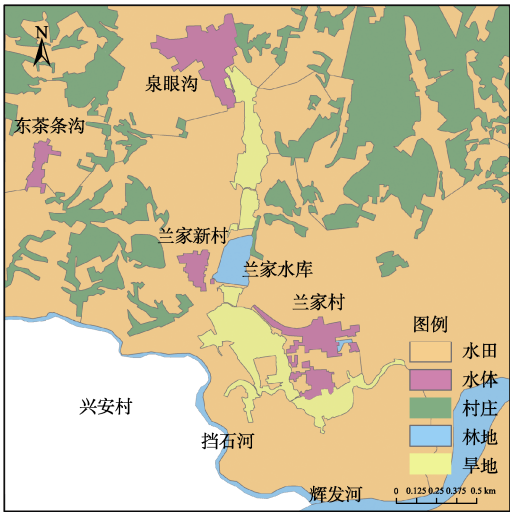 N
泉眼沟
东茶条沟
兰家新村
兰家水库
兰家村
图例
水田
水体
兴安村
村庄
挡石河
林地
旱地
辉发河
0 0.125 0.25 0.375 0.5 km